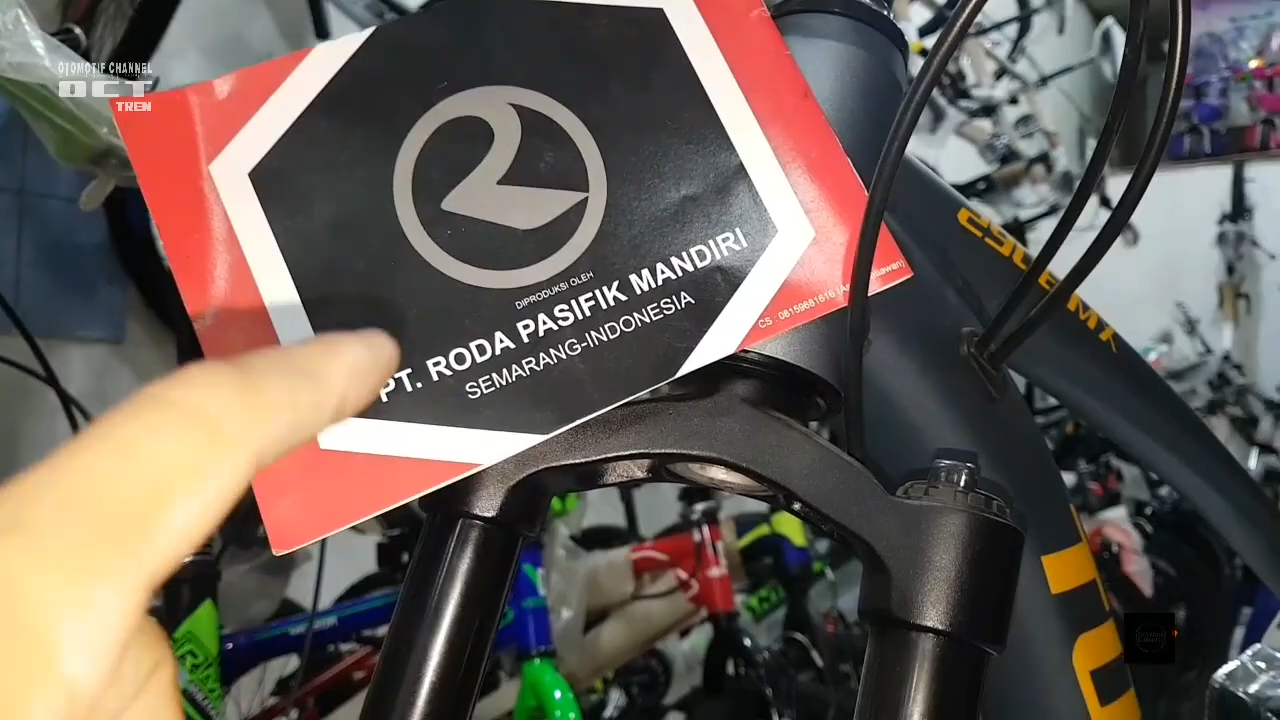 OTOMOTIF CHANNEL
OCT
TREN
DIPRODUKSI OLEH
PT. RODA PASIFIK MANDIRI
SEMARANG-INDONESIA
CS : 08159681616